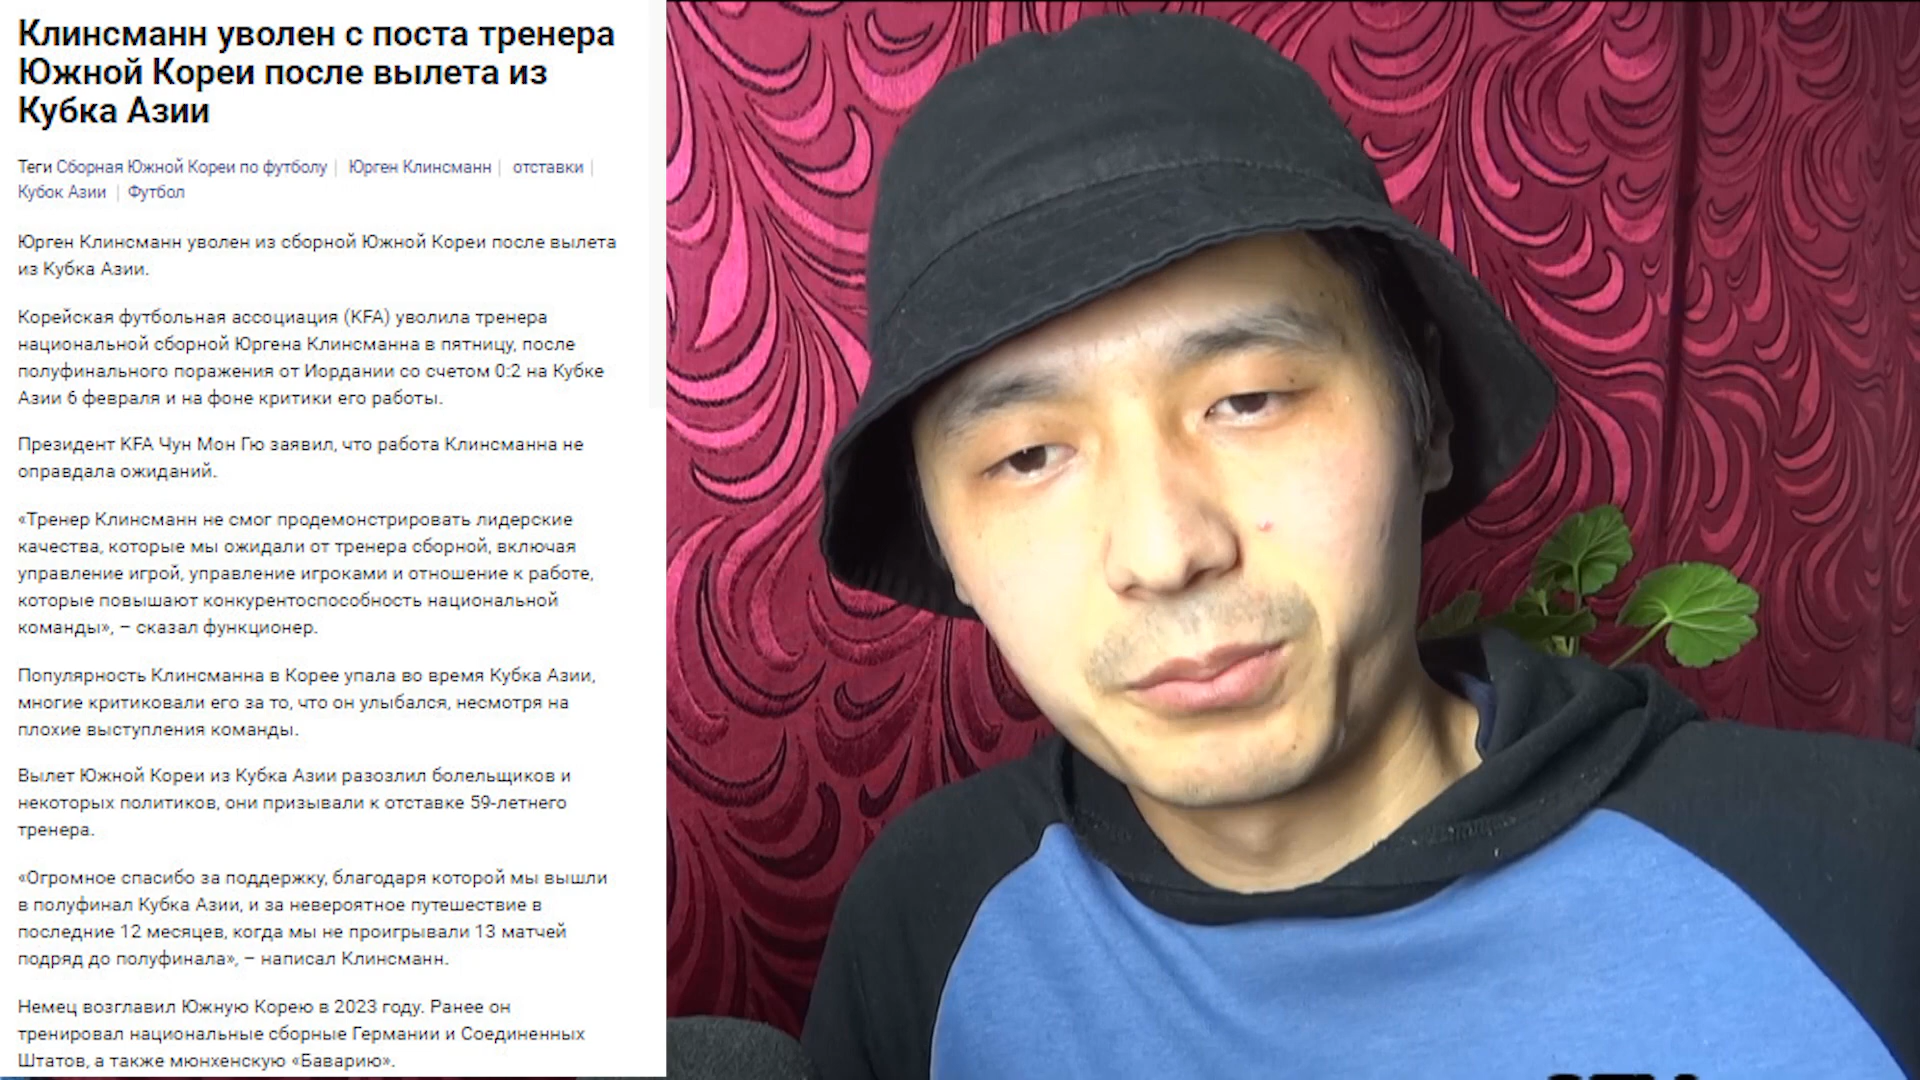 Клинсманн уволен с поста тренера
Южной Кореи после вылета из
Кубка Азии
Теги Сборная Южной Кореи по футболу | Юрген Клинсманн | отставки |
Кубок Азии | Футбол
Юрген Клинсманн уволен из сборной Южной Кореи после вылета
из Кубка Азии.
Корейская футбольная ассоциация (KFA) уволила тренера
национальной сборной Юргена Клинсманна в пятницу, после
полуфинального поражения от Иордании со счетом 0:2 на Кубке
Азии 6 февраля и на фоне критики его работы.
Президент KFA Чун Мон Гю заявил, что работа Клинсманна не
оправдала ожиданий.
«Тренер Клинсманн не смог продемонстрировать лидерские
качества, которые мы ожидали от тренера сборной, включая
управление игрой, управление игроками и отношение к работе,
которые повышают конкурентоспособность национальной
команды», – сказал функционер.
Популярность Клинсманна в Корее упала во время Кубка Азии,
многие критиковали его за то, что он улыбался, несмотря на
плохие выступления команды.
Вылет Южной Кореи из Кубка Азии разозлил болельщиков и
некоторых политиков, они призывали к отставке 59-летнего
тренера.
«Огромное спасибо за поддержку, благодаря которой мы вышли
в полуфинал Кубка Азии, и за невероятное путешествие в
последние 12 месяцев, когда мы не проигрывали 13 матчей
подряд до полуфинала», – написал Клинсманн.
Немец возглавил Южную Корею в 2023 году. Ранее он
тренировал национальные сборные Германии и Соединенных
Штатов, а также мюнхенскую «Баварию».